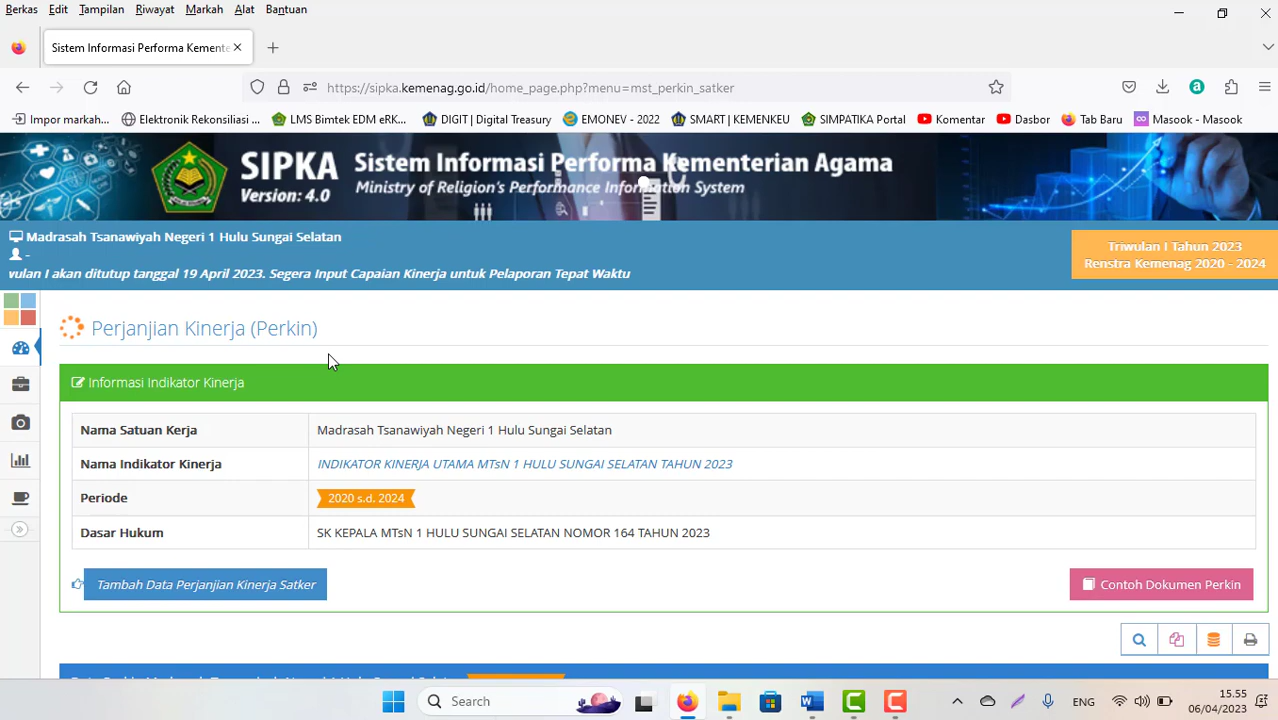 Berkas Edit Tampilan Riwayat Markah Alat Bantuan
Sistem Informasi Performa Kemente
https://sipka.kemenag.go.id/home_page.php?menu=mst_perkin_satker
Impor markah... Elektronik Rekonsiliasi ... LMS Bimtek EDM eRK... DIGIT | Digital Treasury EMONEV - 2022 SMART | KEMENKEU SIMPATIKA Portal Komentar Dasbor Tab Baru Masook - Masook
SIPKA
Version: 4.0
Sistem Informasi Performa Kementerian Agama
Ministry of Religion's Performance Information System
Madrasah Tsanawiyah Negeri 1 Hulu Sungai Selatan
-
wulan I akan ditutup tanggal 19 April 2023. Segera Input Capaian Kinerja untuk Pelaporan Tepat Waktu
Triwulan I Tahun 2023
Renstra Kemenag 2020 - 2024
Perjanjian Kinerja (Perkin)
Informasi Indikator Kinerja
Nama Satuan Kerja Madrasah Tsanawiyah Negeri 1 Hulu Sungai Selatan
Nama Indikator Kinerja INDIKATOR KINERJA UTAMA MTsN 1 HULU SUNGAI SELATAN TAHUN 2023
Periode 2020 s.d. 2024
Dasar Hukum SK KEPALA MTsN 1 HULU SUNGAI SELATAN NOMOR 164 TAHUN 2023
Tambah Data Perjanjian Kinerja Satker
Contoh Dokumen Perkin
Search
ENG
15.55
06/04/2023